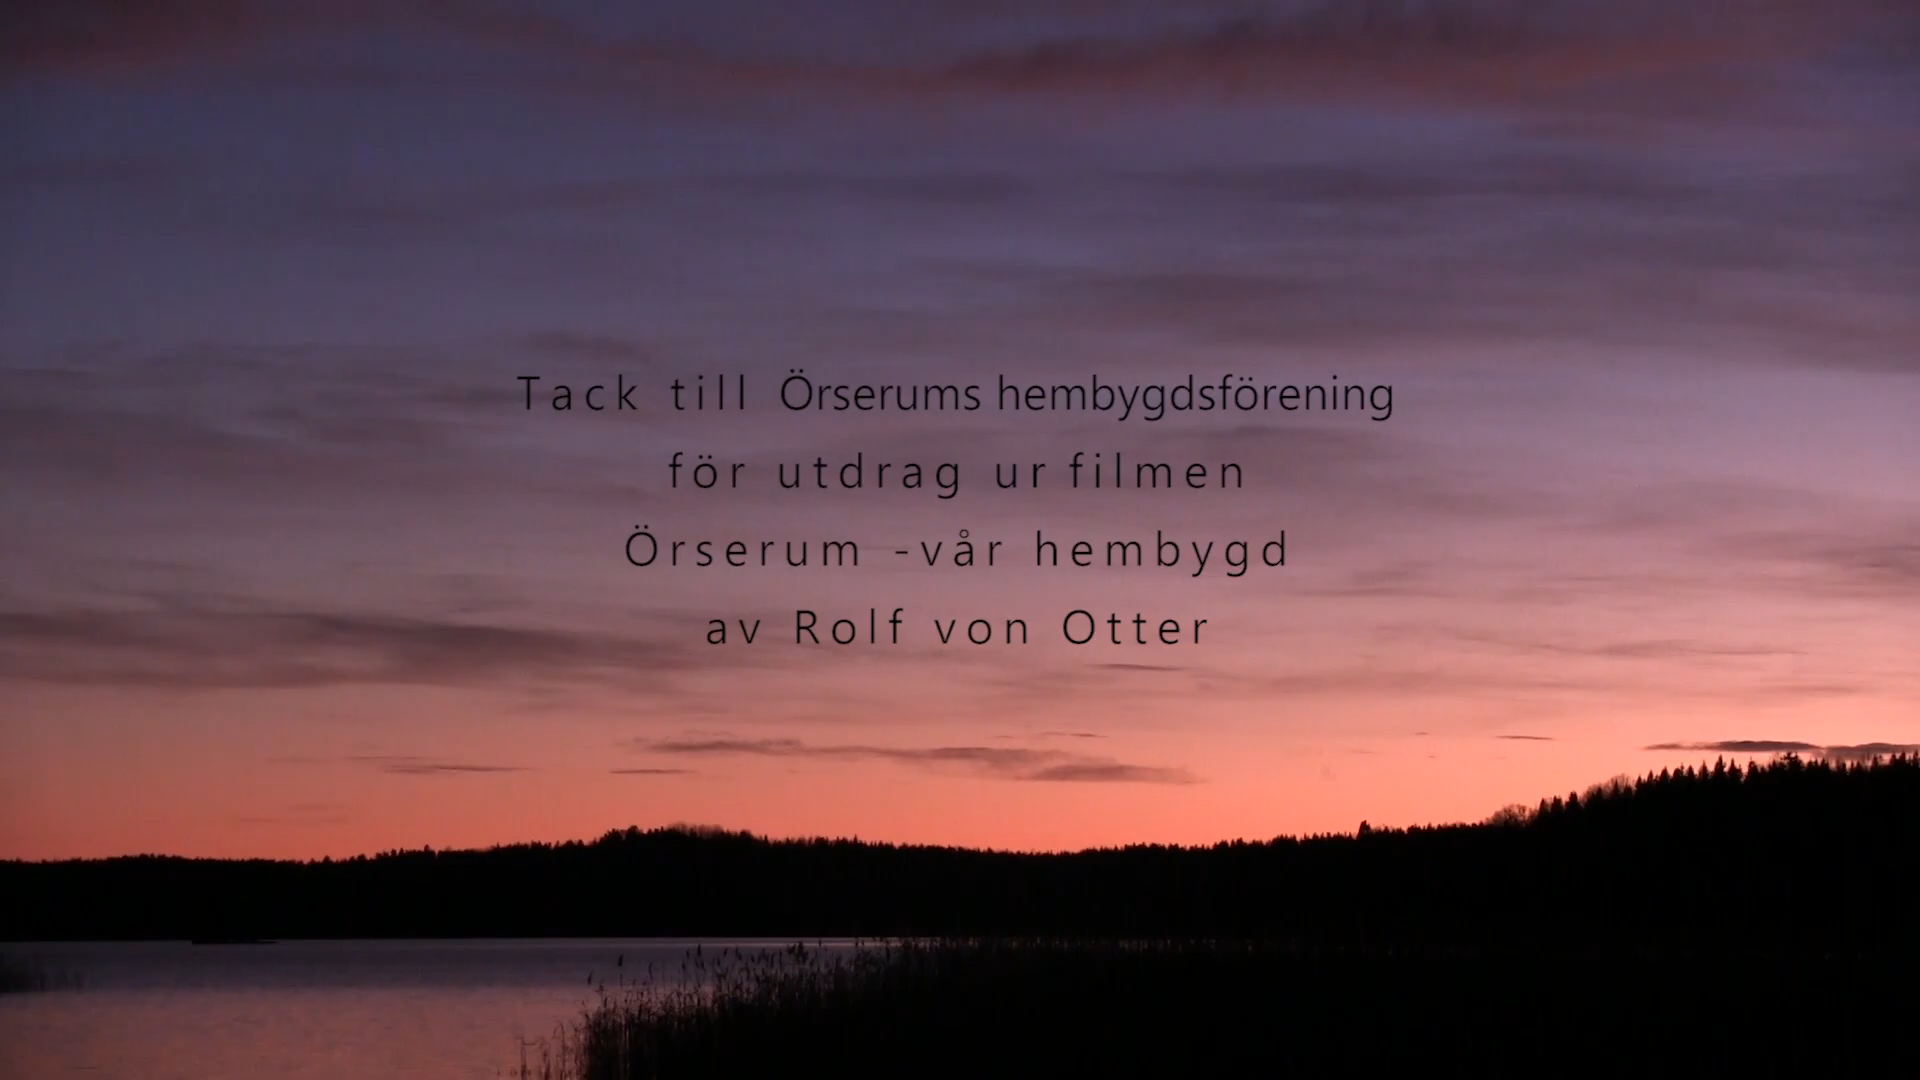 Tack till Örserums hembygdsförening
för utdrag ur filmen
Örserum -vår hembygd
av Rolf von Otter